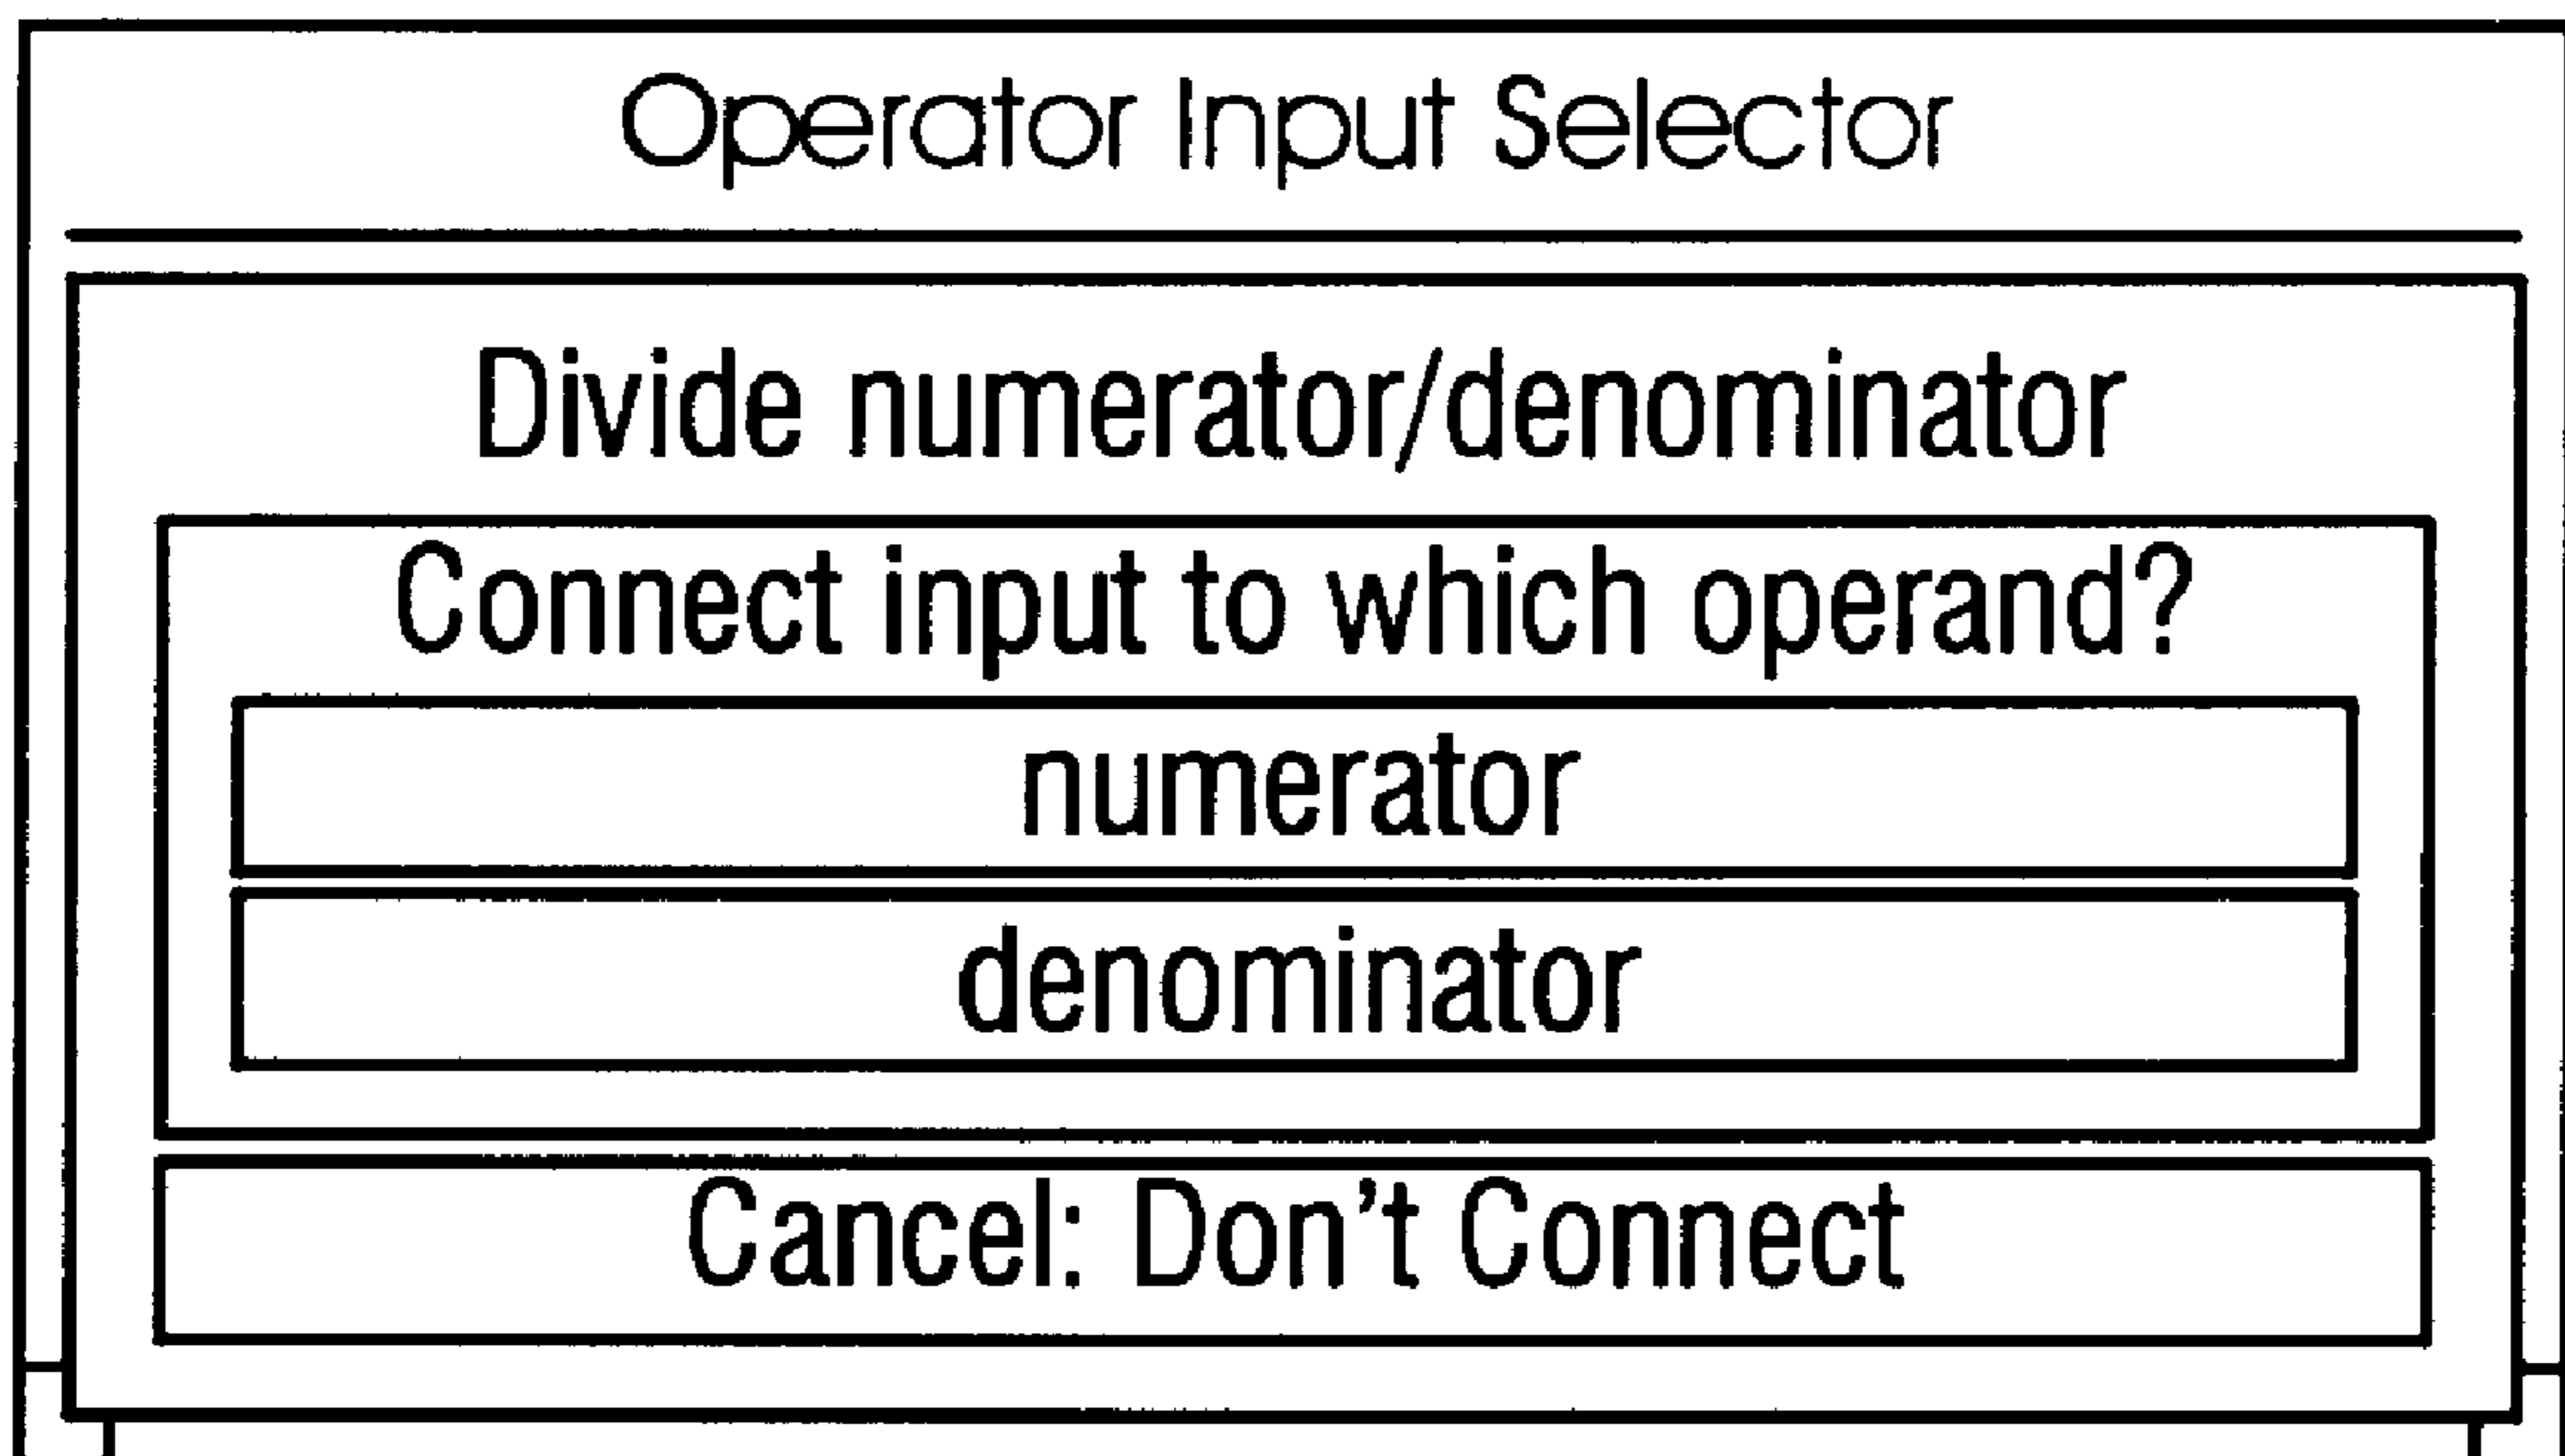 Operator Input Selector
Divide numerator/denominator
Connect input to which operand?
numerator
denominator
Cancel: Don't Connect